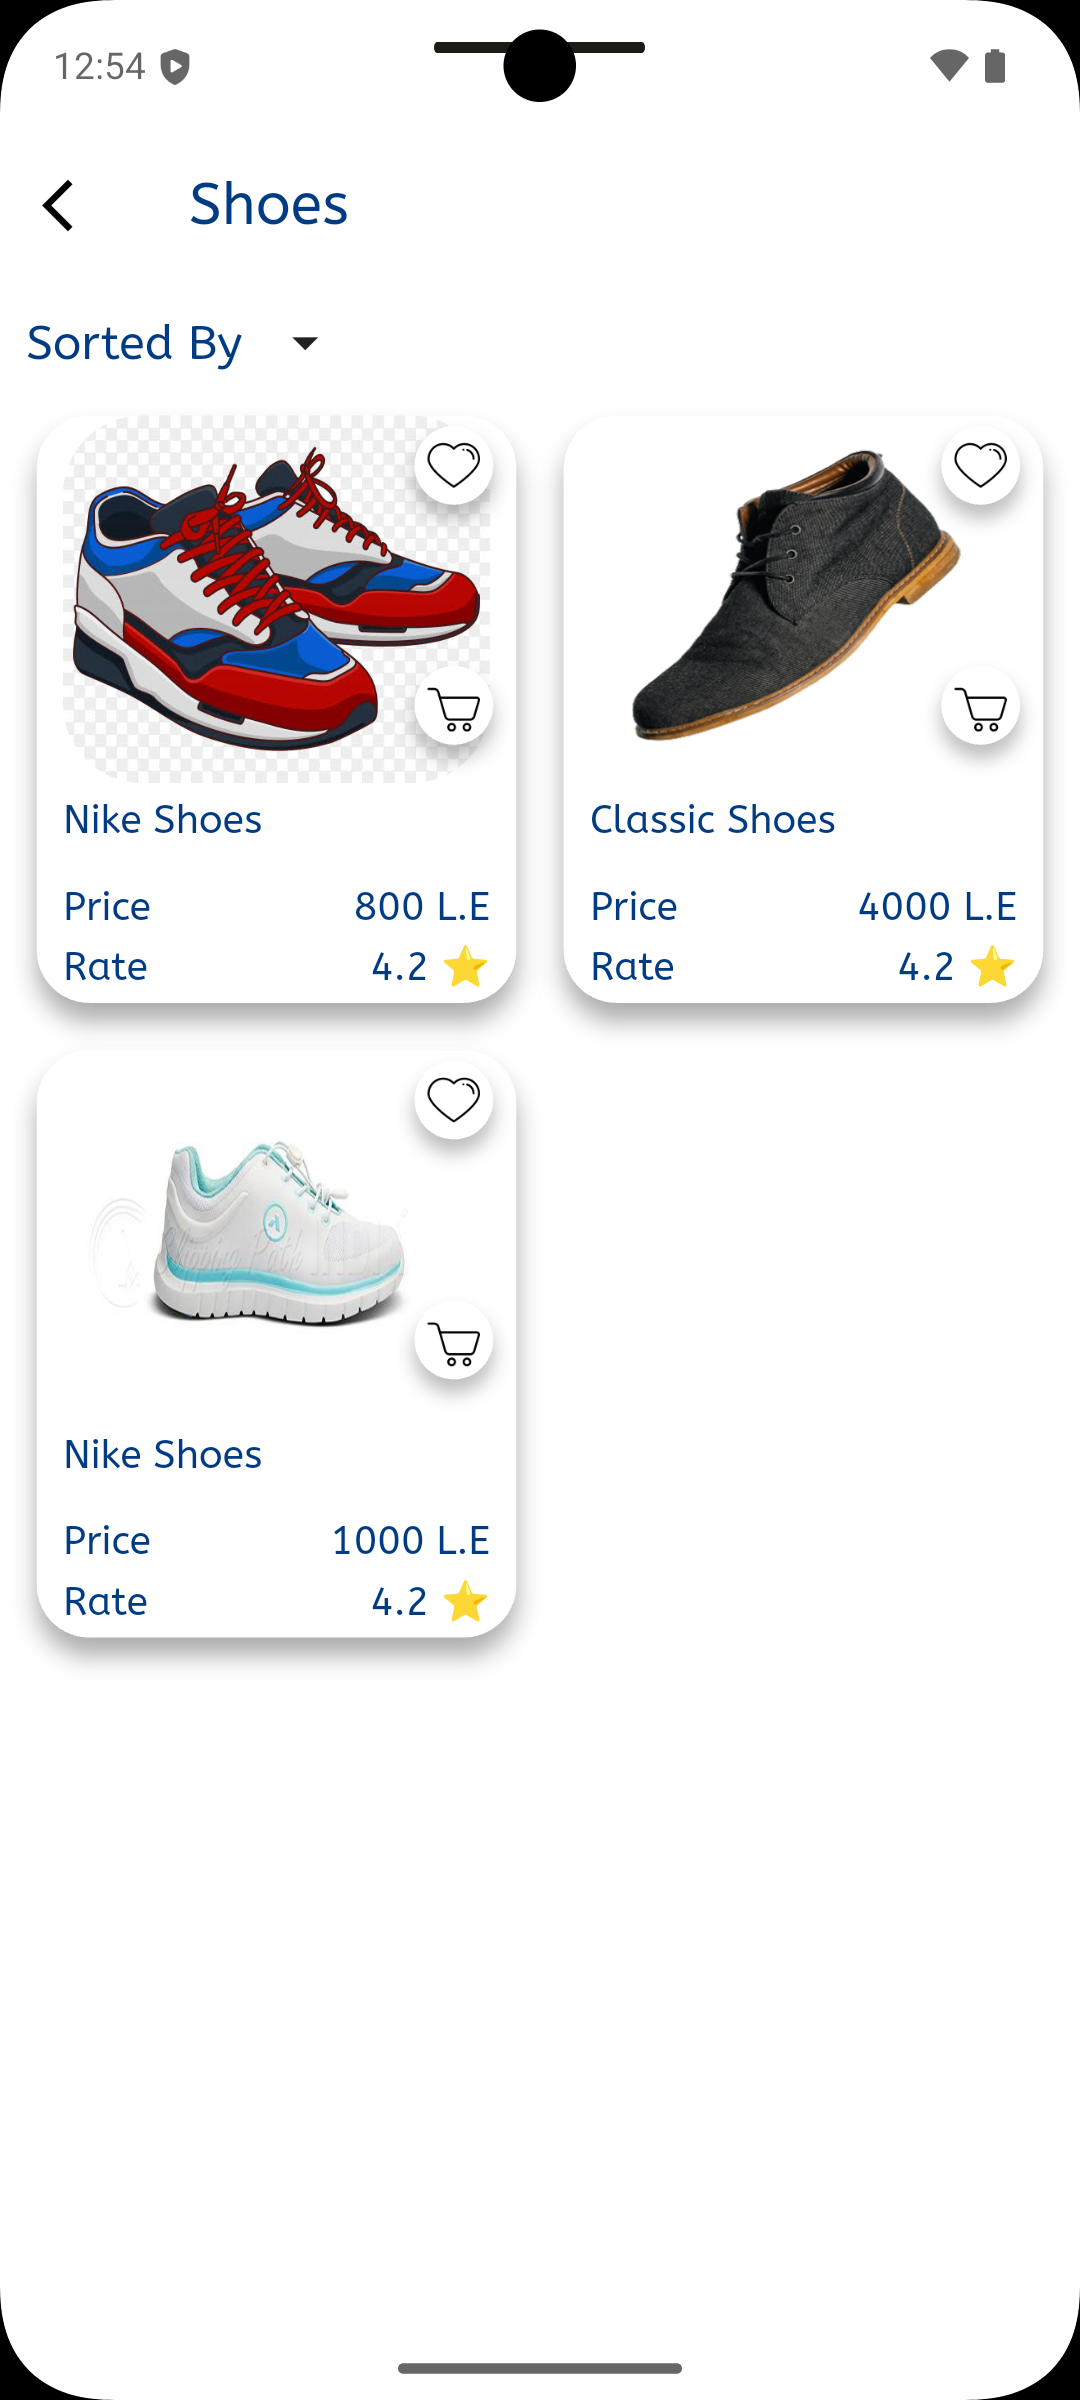 12:54
Shoes
Sorted By
Nike Shoes
Price 800 L.E
Rate 4.2
Classic Shoes
Price 4000 L.E
Rate 4.2
Nike Shoes
Price 1000 L.E
Rate 4.2